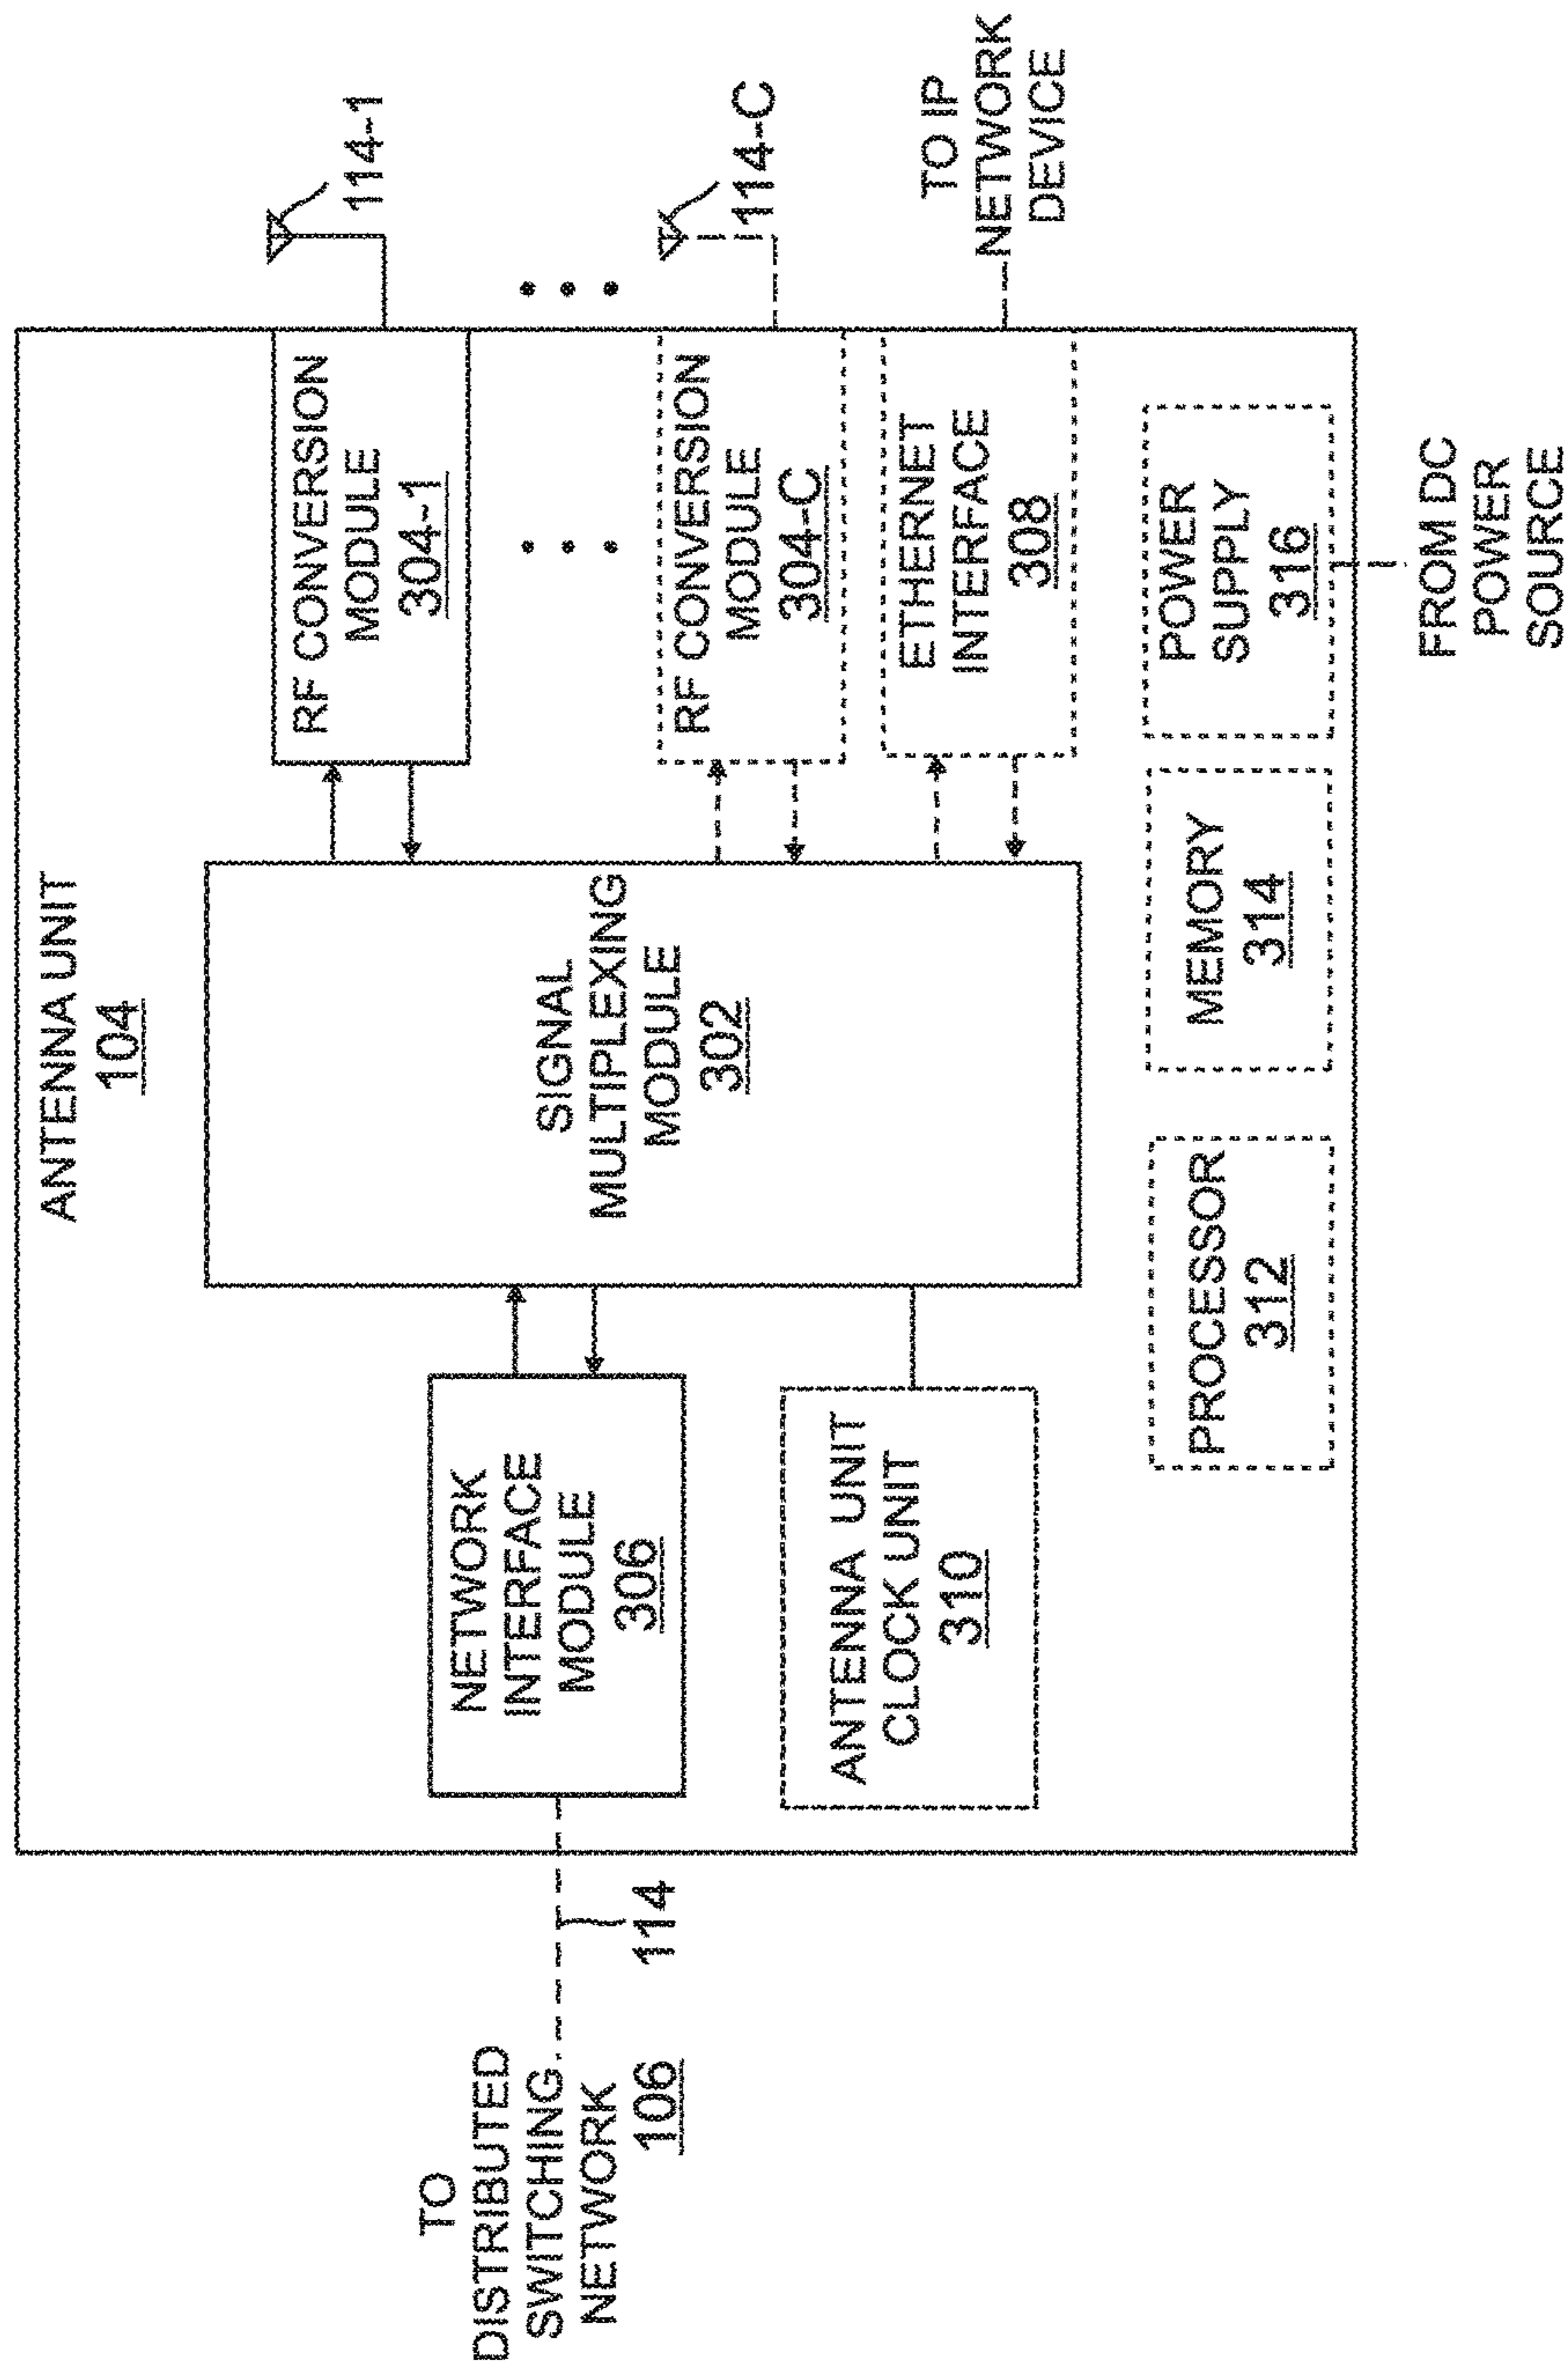 ANTENNA UNIT
104
TO
DISTRIBUTED
SWITCHING
NETWORK
106
114
NETWORK
INTERFACE
MODULE
306
ANTENNA UNIT
CLOCK UNIT
310
SIGNAL
MULTIPLEXING
MODULE
302
RF CONVERSION
MODULE
304-1
RF CONVERSION
MODULE
304-C
ETHERNET
INTERFACE
308
114-1
114-C
TO IP
NETWORK
DEVICE
PROCESSOR
312
MEMORY
314
POWER
SUPPLY
316
FROM DC
POWER
SOURCE